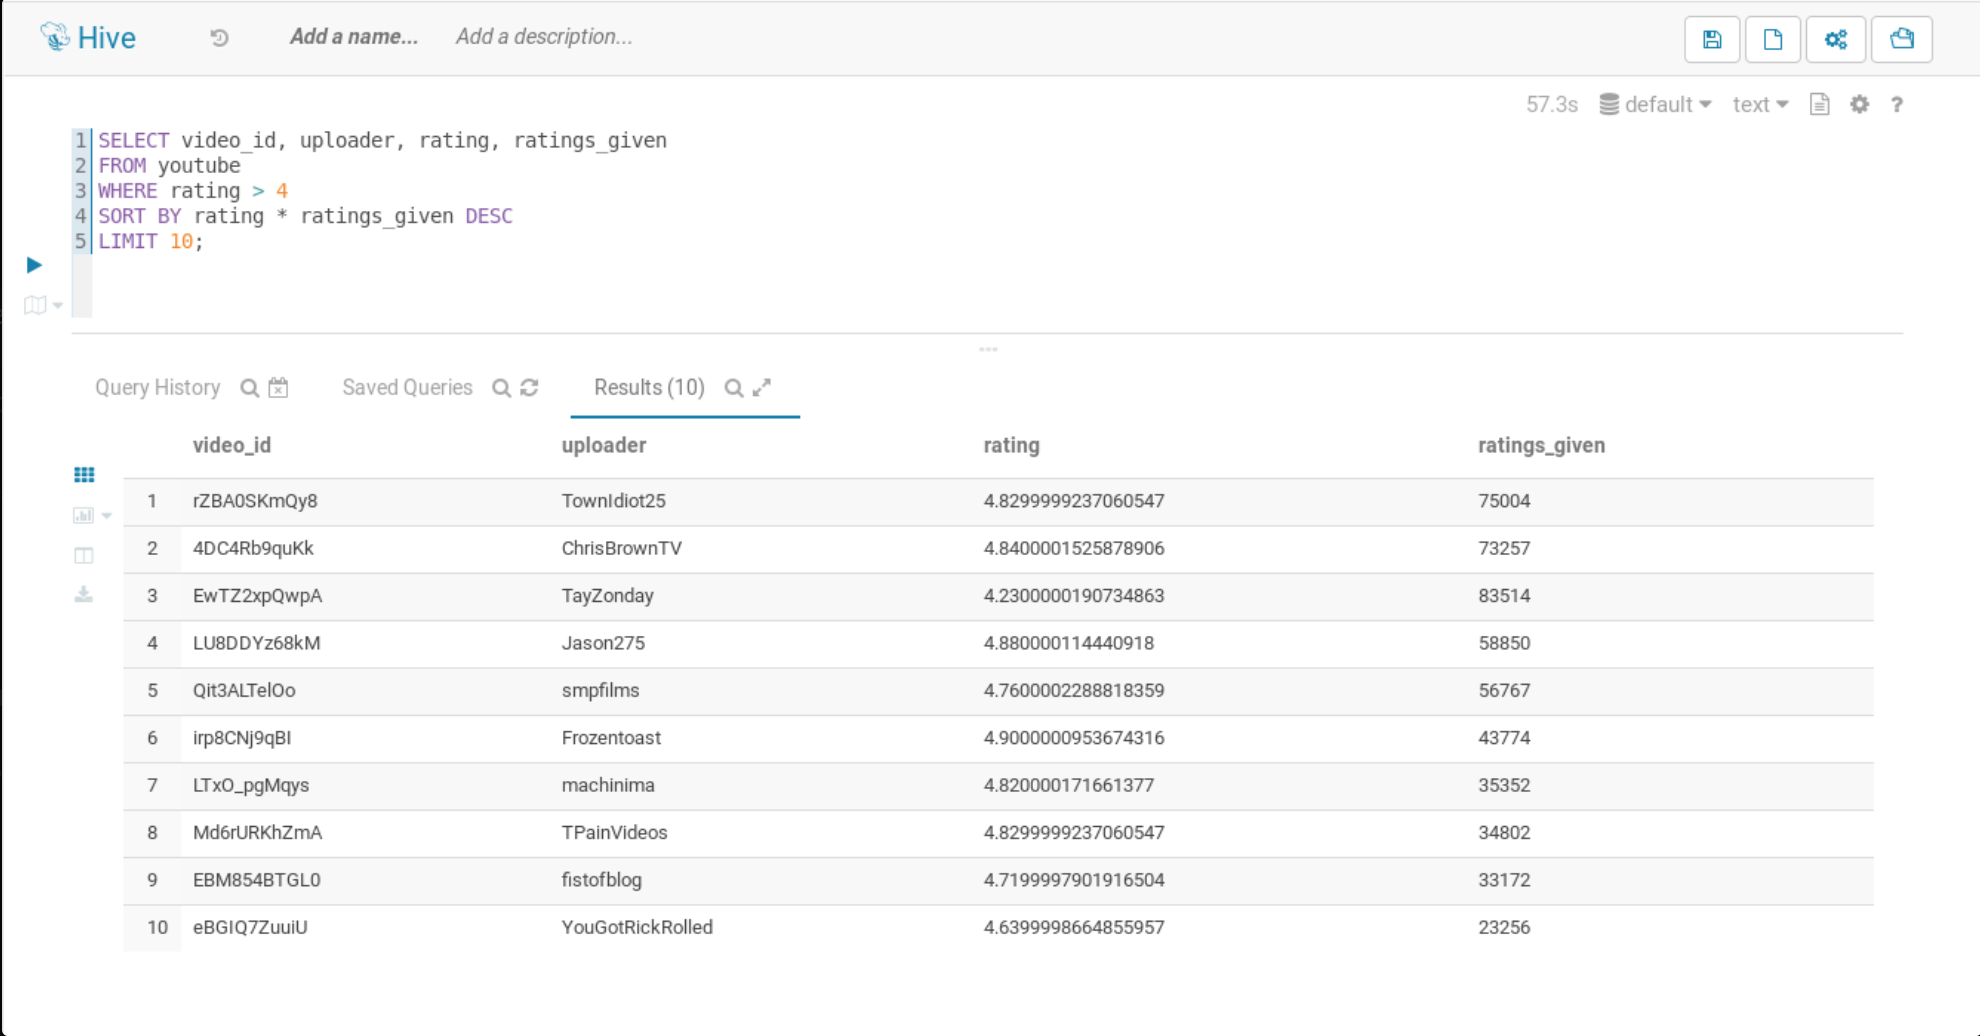 Hive Add a name... Add a description...
57.3s default text ?
1 SELECT video_id, uploader, rating, ratings_given
2 FROM youtube
3 WHERE rating > 4
4 SORT BY rating * ratings_given DESC
5 LIMIT 10;
...
Query History Saved Queries Results (10)
video_id uploader rating ratings_given
1 rZBA0SKmQy8 TownIdiot25 4.8299999237060547 75004
2 4DC4Rb9quKk ChrisBrownTV 4.8400001525878906 73257
3 EwTZ2xpQwpA TayZonday 4.2300000190734863 83514
4 LU8DDYz68kM Jason275 4.880000114440918 58850
5 Qit3ALTelOo smpfilms 4.7600002288818359 56767
6 irp8CNj9qBI Frozentoast 4.9000000953674316 43774
7 LTxO_pgMqys machinima 4.820000171661377 35352
8 Md6rURKhZmA TPainVideos 4.8299999237060547 34802
9 EBM854BTGL0 fistofblog 4.7199997901916504 33172
10 eBGIQ7ZuuiU YouGotRickRolled 4.6399998664855957 23256